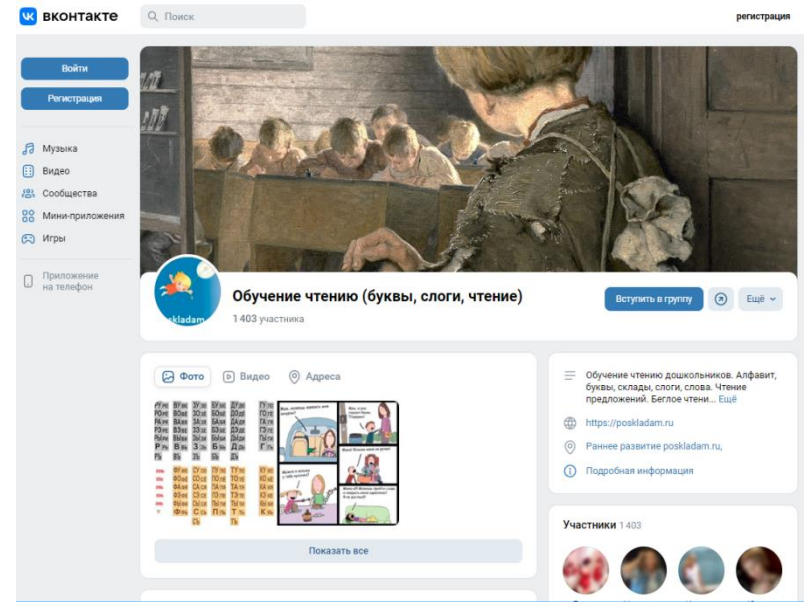 вконтакте
Поиск
регистрация
Войти
Регистрация
Музыка
Видео
Сообщества
Мини-приложения
Игры
Приложение
на телефон
skladam
Обучение чтению (буквы, слоги, чтение)
1 403 участника
Вступить в группу
Ещё
Фото
Видео
Адреса
Показать все
Обучение чтению дошкольников. Алфавит,
буквы, склады, слоги, слова. Чтение
предложений. Беглое чтени... Ещё
https://poskladam.ru
Раннее развитие poskladam.ru,
Подробная информация
Участники 1 403